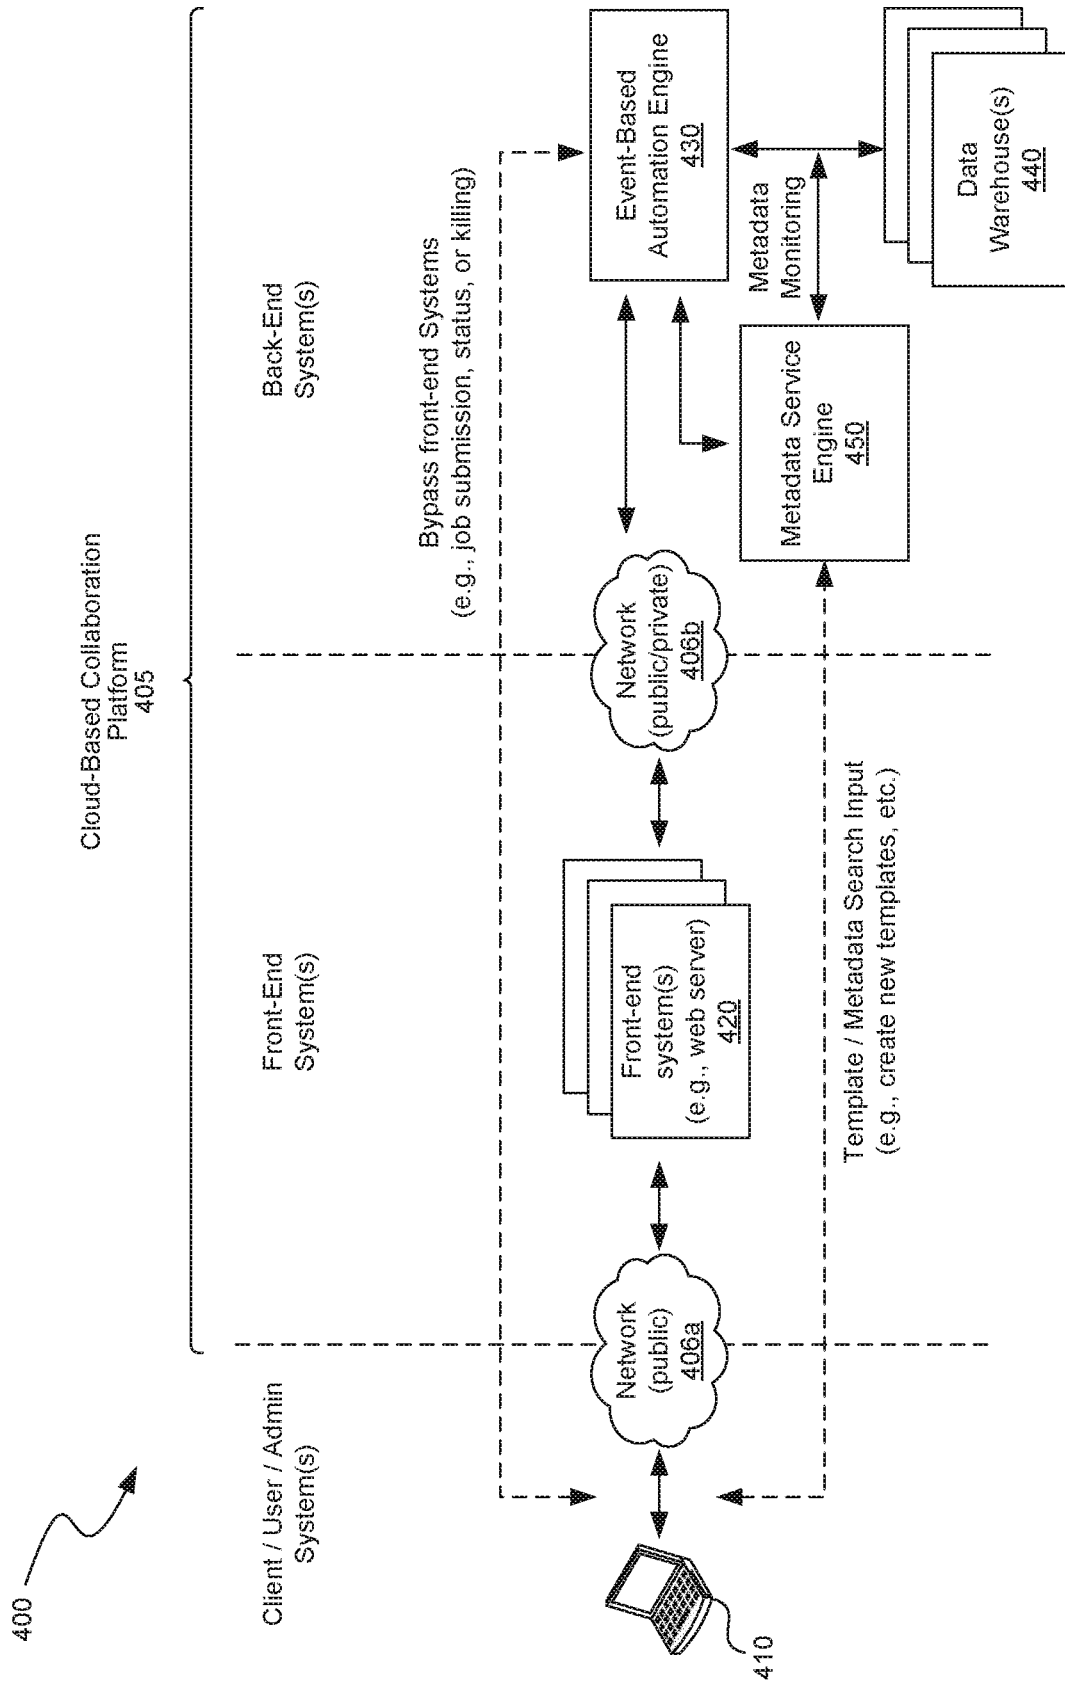 400
Cloud-Based Collaboration
Platform
405
Client / User / Admin
System(s)
Front-End
System(s)
Back-End
System(s)
Bypass front-end Systems
(e.g., job submission, status, or killing)
410
Network
(public)
406a
Front-end
system(s)
(e.g., web server)
420
Network
(public/private)
406b
Event-Based
Automation Engine
430
Metadata
Monitoring
Metadata Service
Engine
450
Data
Warehouse(s)
440
Template / Metadata Search Input
(e.g., create new templates, etc.)